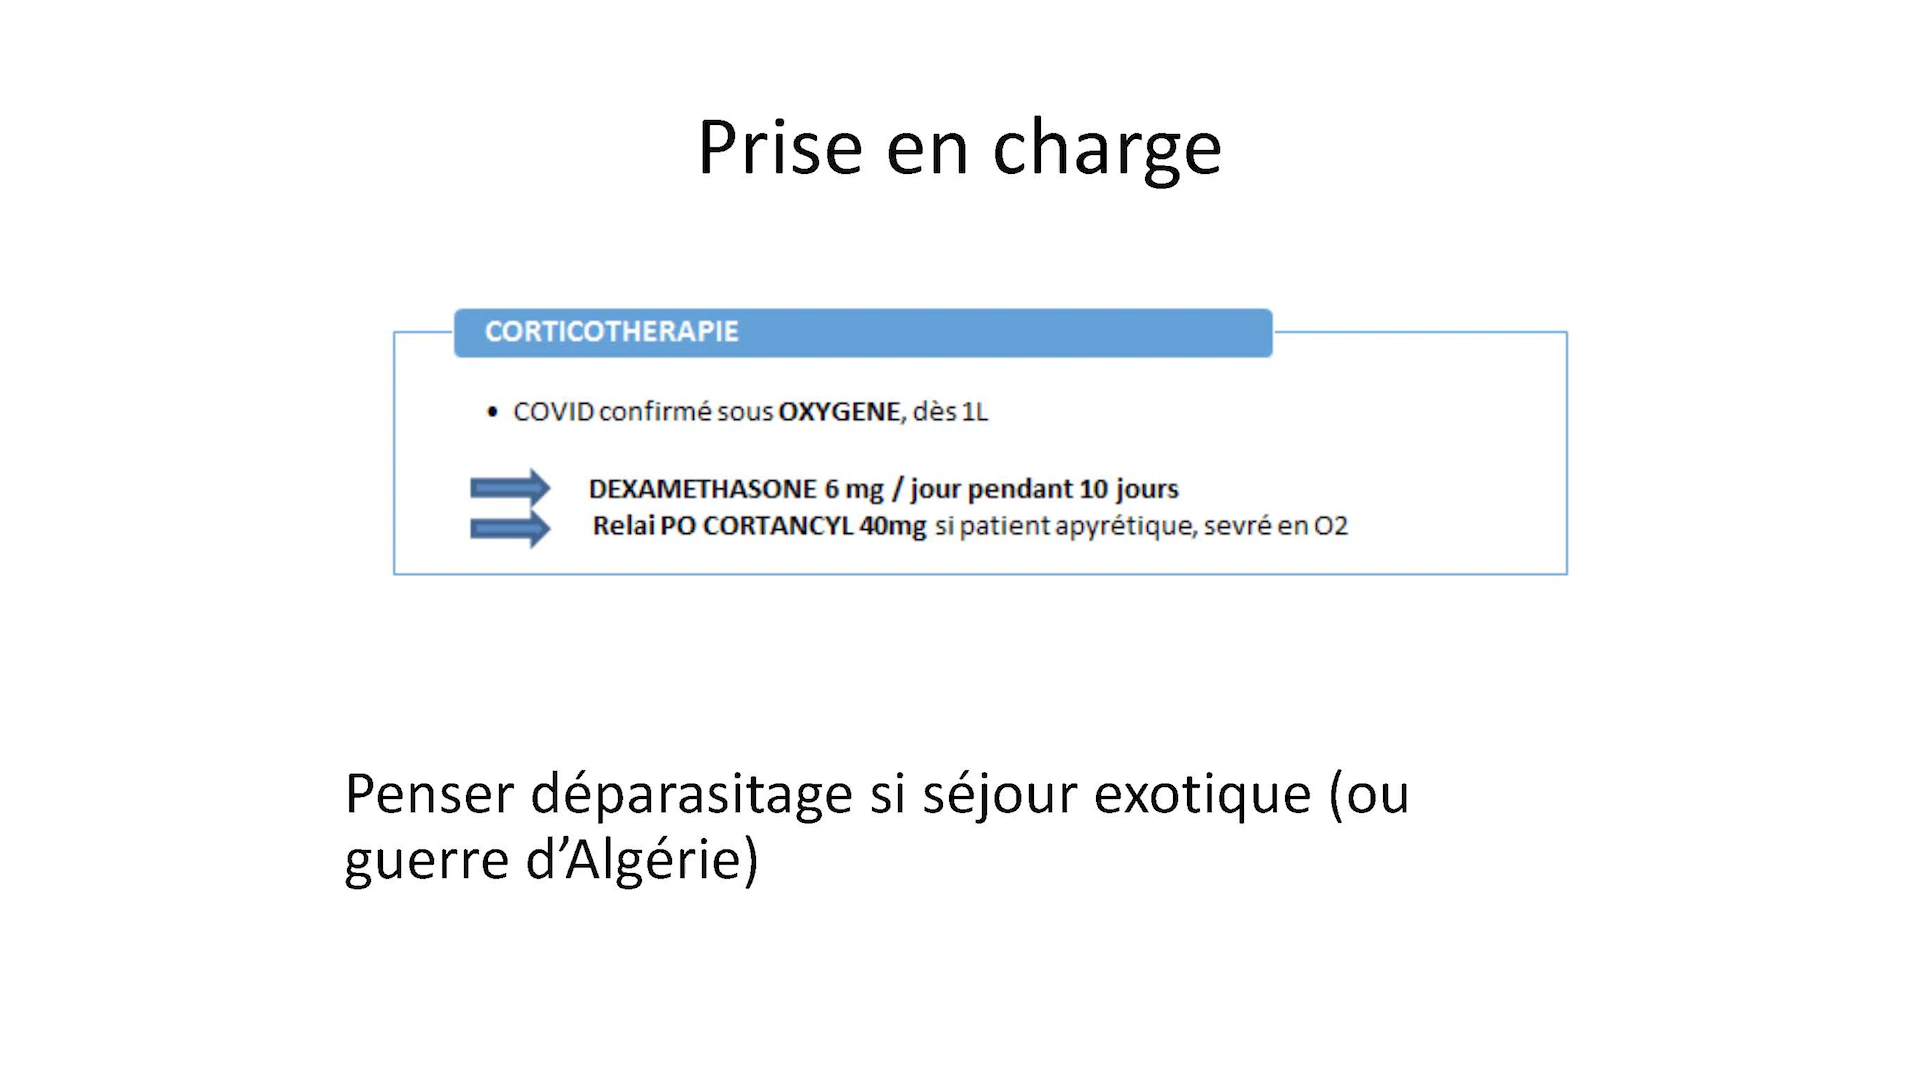 Prise en charge
CORTICOTHERAPIE
• COVID confirmé sous OXYGENE, dès 1L
DEXAMETHASONE 6 mg / jour pendant 10 jours
Relai PO CORTANCYL 40mg si patient apyrétique, sevré en O2
Penser déparasitage si séjour exotique (ou
guerre d’Algérie)